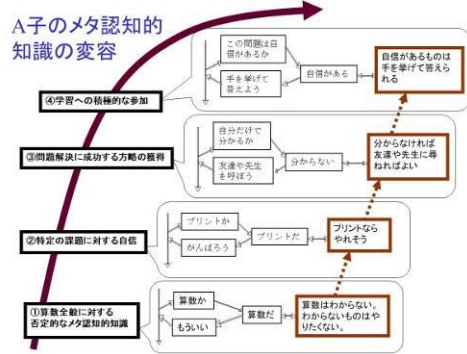 A子のメタ認知的
知識の変容
この問題は自
信があるか
手を挙げて
答えよう
自信がある
自信があるものは
手を挙げて答えら
れる
④学習への積極的な参加
自分だけで
分かるか
友達や先生
を呼ぼう
分からない
分からなければ
友達や先生に尋
ねればよい
③問題解決に成功する方略の獲得
プリントか
がんばろう
プリントだ
プリントなら
やれそう
②特定の課題に対する自信
算数か
もういい
算数だ
算数はわからない。
わからないものはや
りたくない。
①算数全般に対する
否定的なメタ認知的知識